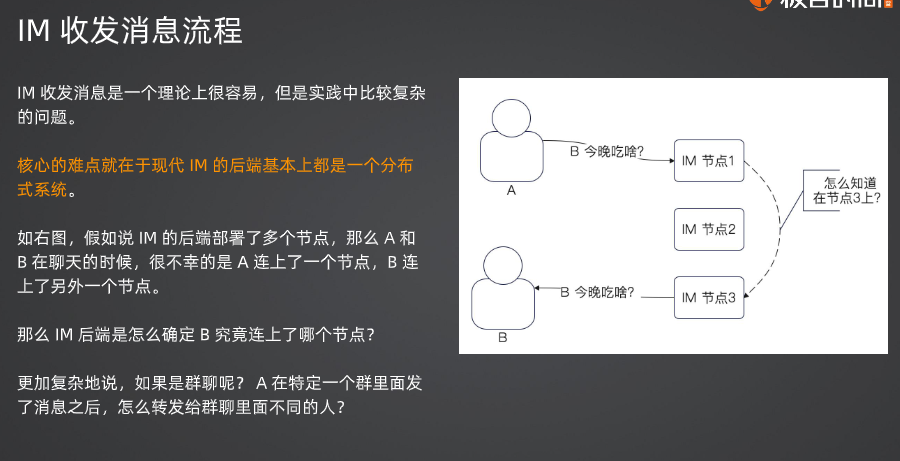 IM 收发消息流程
IM 收发消息是一个理论上很容易，但是实践中比较复杂
的问题。
核心的难点就在于现代 IM 的后端基本上都是一个分布
式系统。
如右图，假如说 IM 的后端部署了多个节点，那么 A 和
B 在聊天的时候，很不幸的是 A 连上了一个节点，B 连
上了另外一个节点。
那么 IM 后端是怎么确定 B 究竟连上了哪个节点？
更加复杂地说，如果是群聊呢？ A 在特定一个群里面发
了消息之后，怎么转发给群聊里面不同的人？
B 今晚吃啥？
IM 节点1
A
怎么知道
在节点3上？
IM 节点2
B 今晚吃啥？
IM 节点3
B